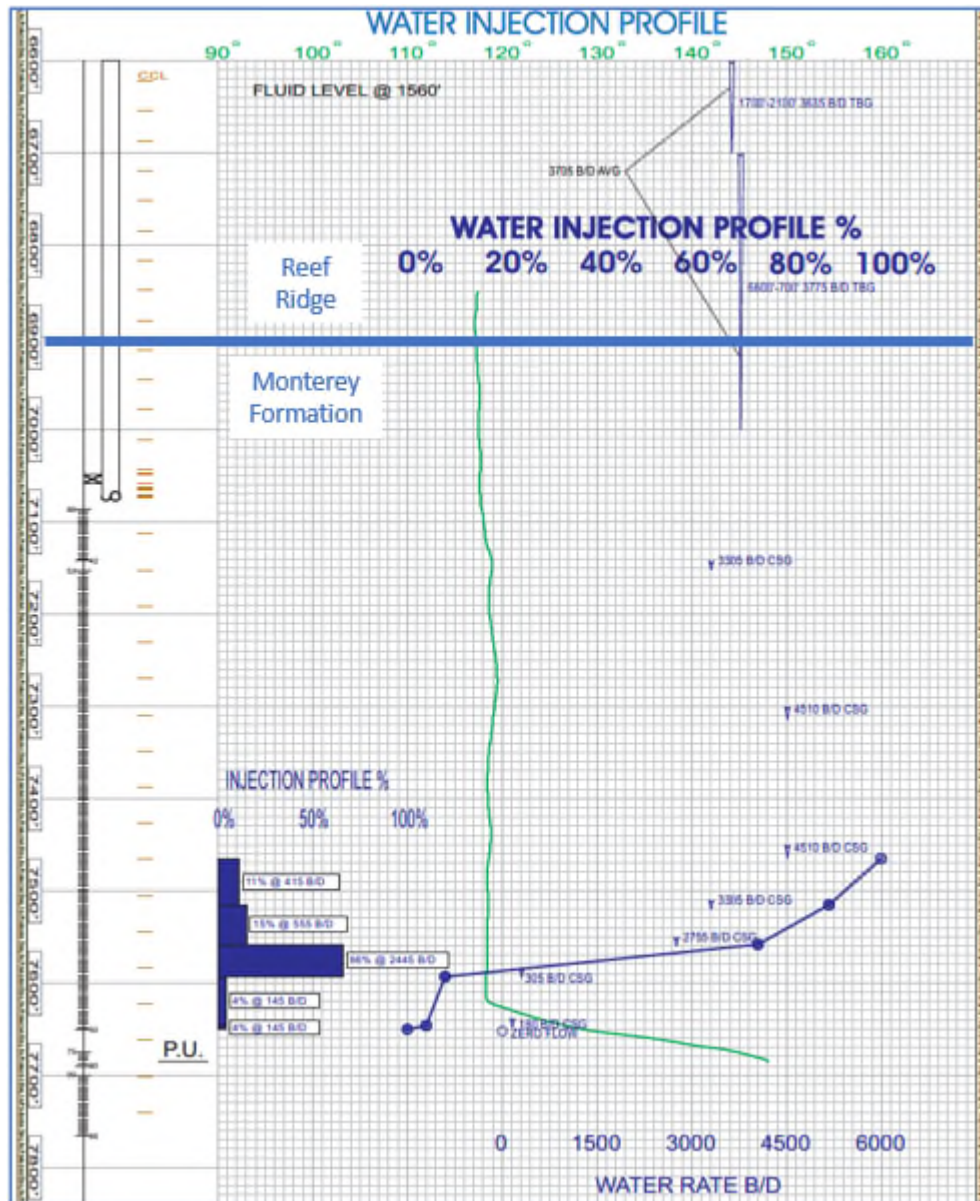 WATER INJECTION PROFILE
90° 100° 110° 120° 130° 140° 150° 160°
6600'
CCL
FLUID LEVEL @ 1560'
1700'-2100' 3635 B/D TBG
6700'
3705 B/D AVG
WATER INJECTION PROFILE %
6800'
0% 20% 40% 60% 80% 100%
Reef
Ridge
6600'-700' 3775 B/D TBG
6900'
Monterey
Formation
7000'
7100'
3305 B/D CSG
7200'
7300'
4510 B/D CSG
INJECTION PROFILE %
7400'
0% 50% 100%
4510 B/D CSG
11% @ 415 B/D
7500'
3305 B/D CSG
15% @ 555 B/D
2755 B/D CSG
66% @ 2445 B/D
305 B/D CSG
7600'
4% @ 145 B/D
B/D CSG
4% @ 145 B/D
ZERO FLOW
P.U.
7700'
0 1500 3000 4500 6000
7800'
WATER RATE B/D